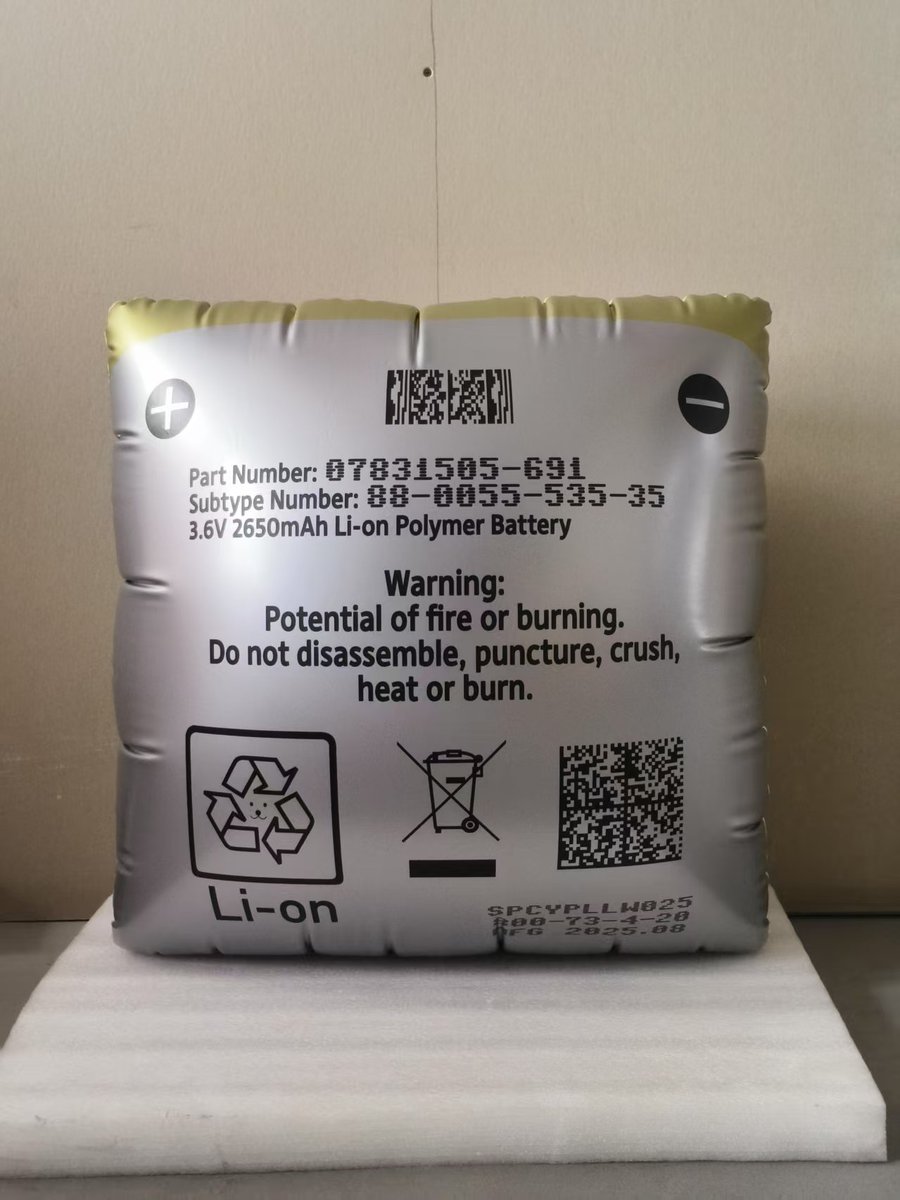 Part Number: 07831505-691
Subtype Number: 88-0055-535-35
3.6V 2650mAh Li-on Polymer Battery
Warning:
Potential of fire or burning.
Do not disassemble, puncture, crush,
heat or burn.
Li-on
SPCYPLLW025
800-73-4-20
2025.08